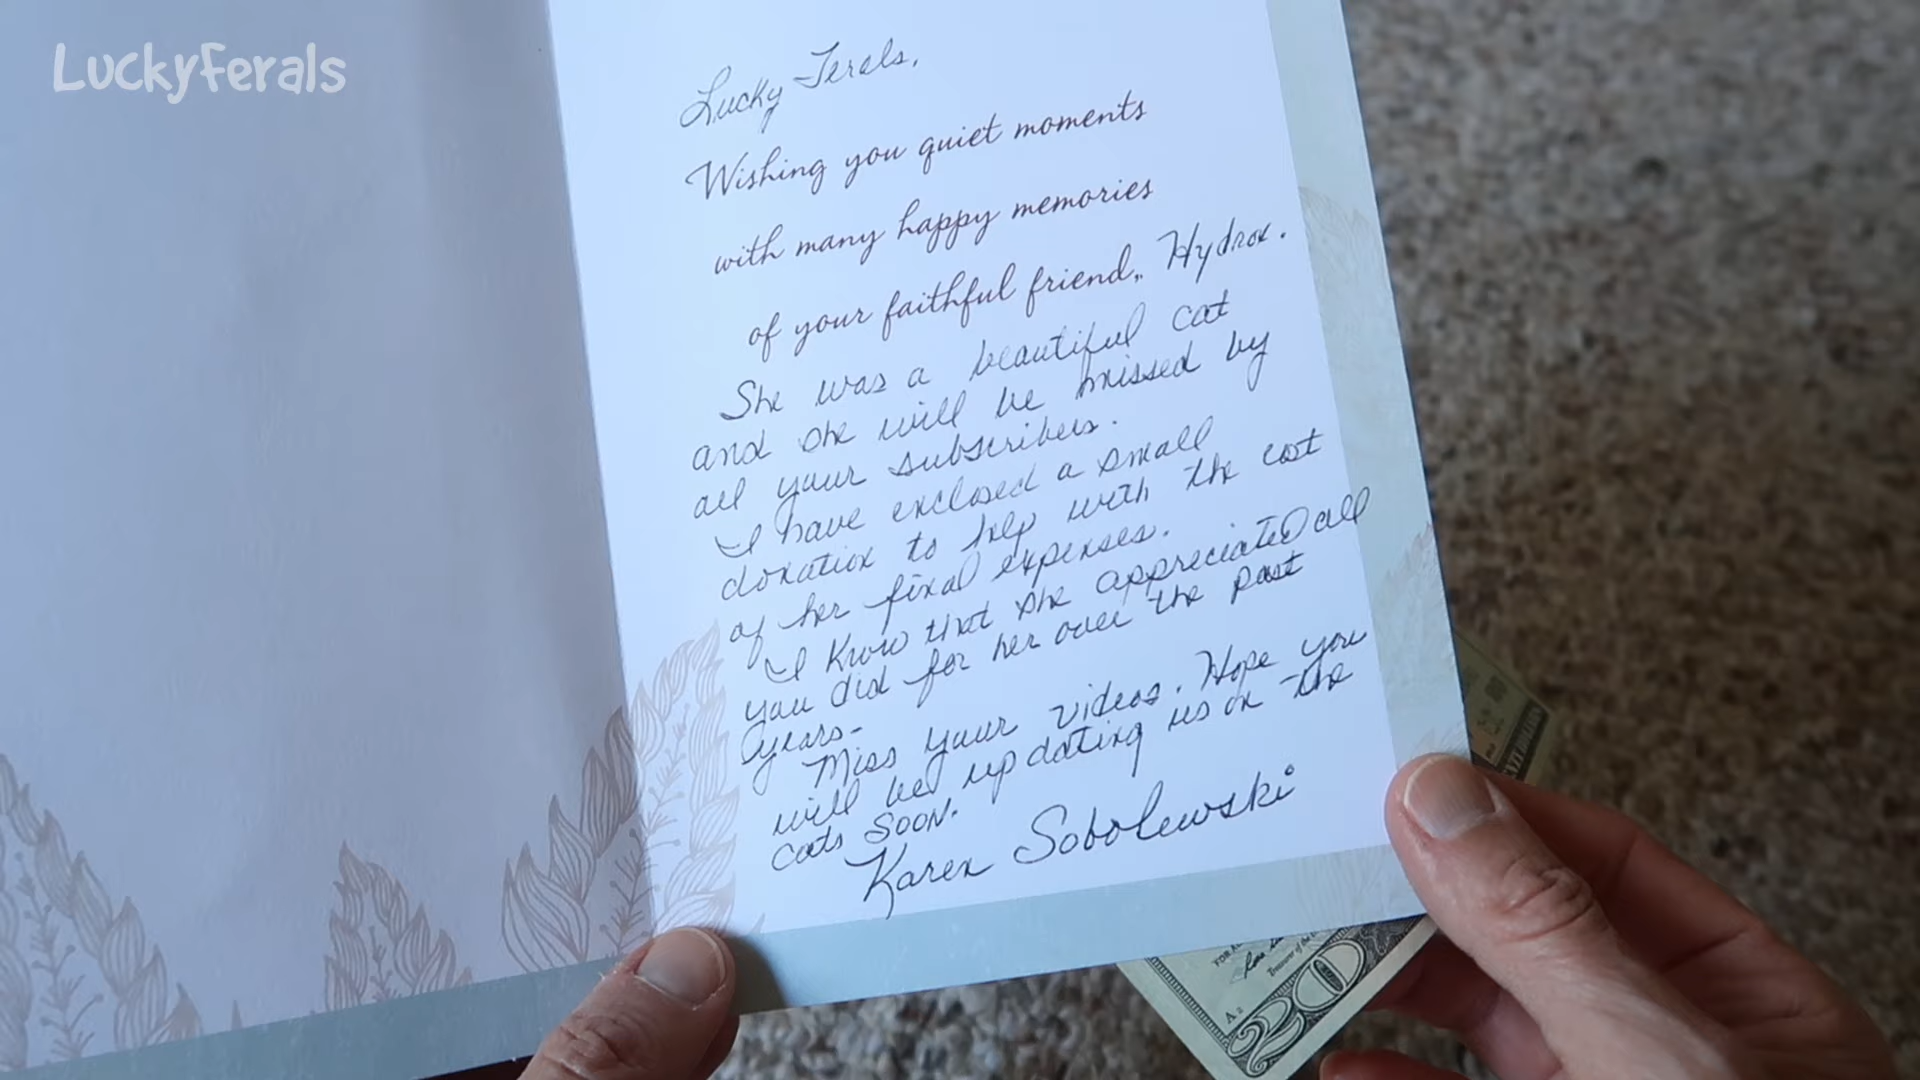 LuckyFerals
Lucky Ferals,
Wishing you quiet moments
with many happy memories
of your faithful friend,. Hydrox.
She was a beautiful cat
and she will be missed by
all your subscribers.
I have enclosed a small
donation to help with the cost
of her final expenses.
I know that she appreciated all
you did for her over the past
years-
Miss your videos. Hope you
will be updating us on the
cats soon.
Karen Sobolewski
20